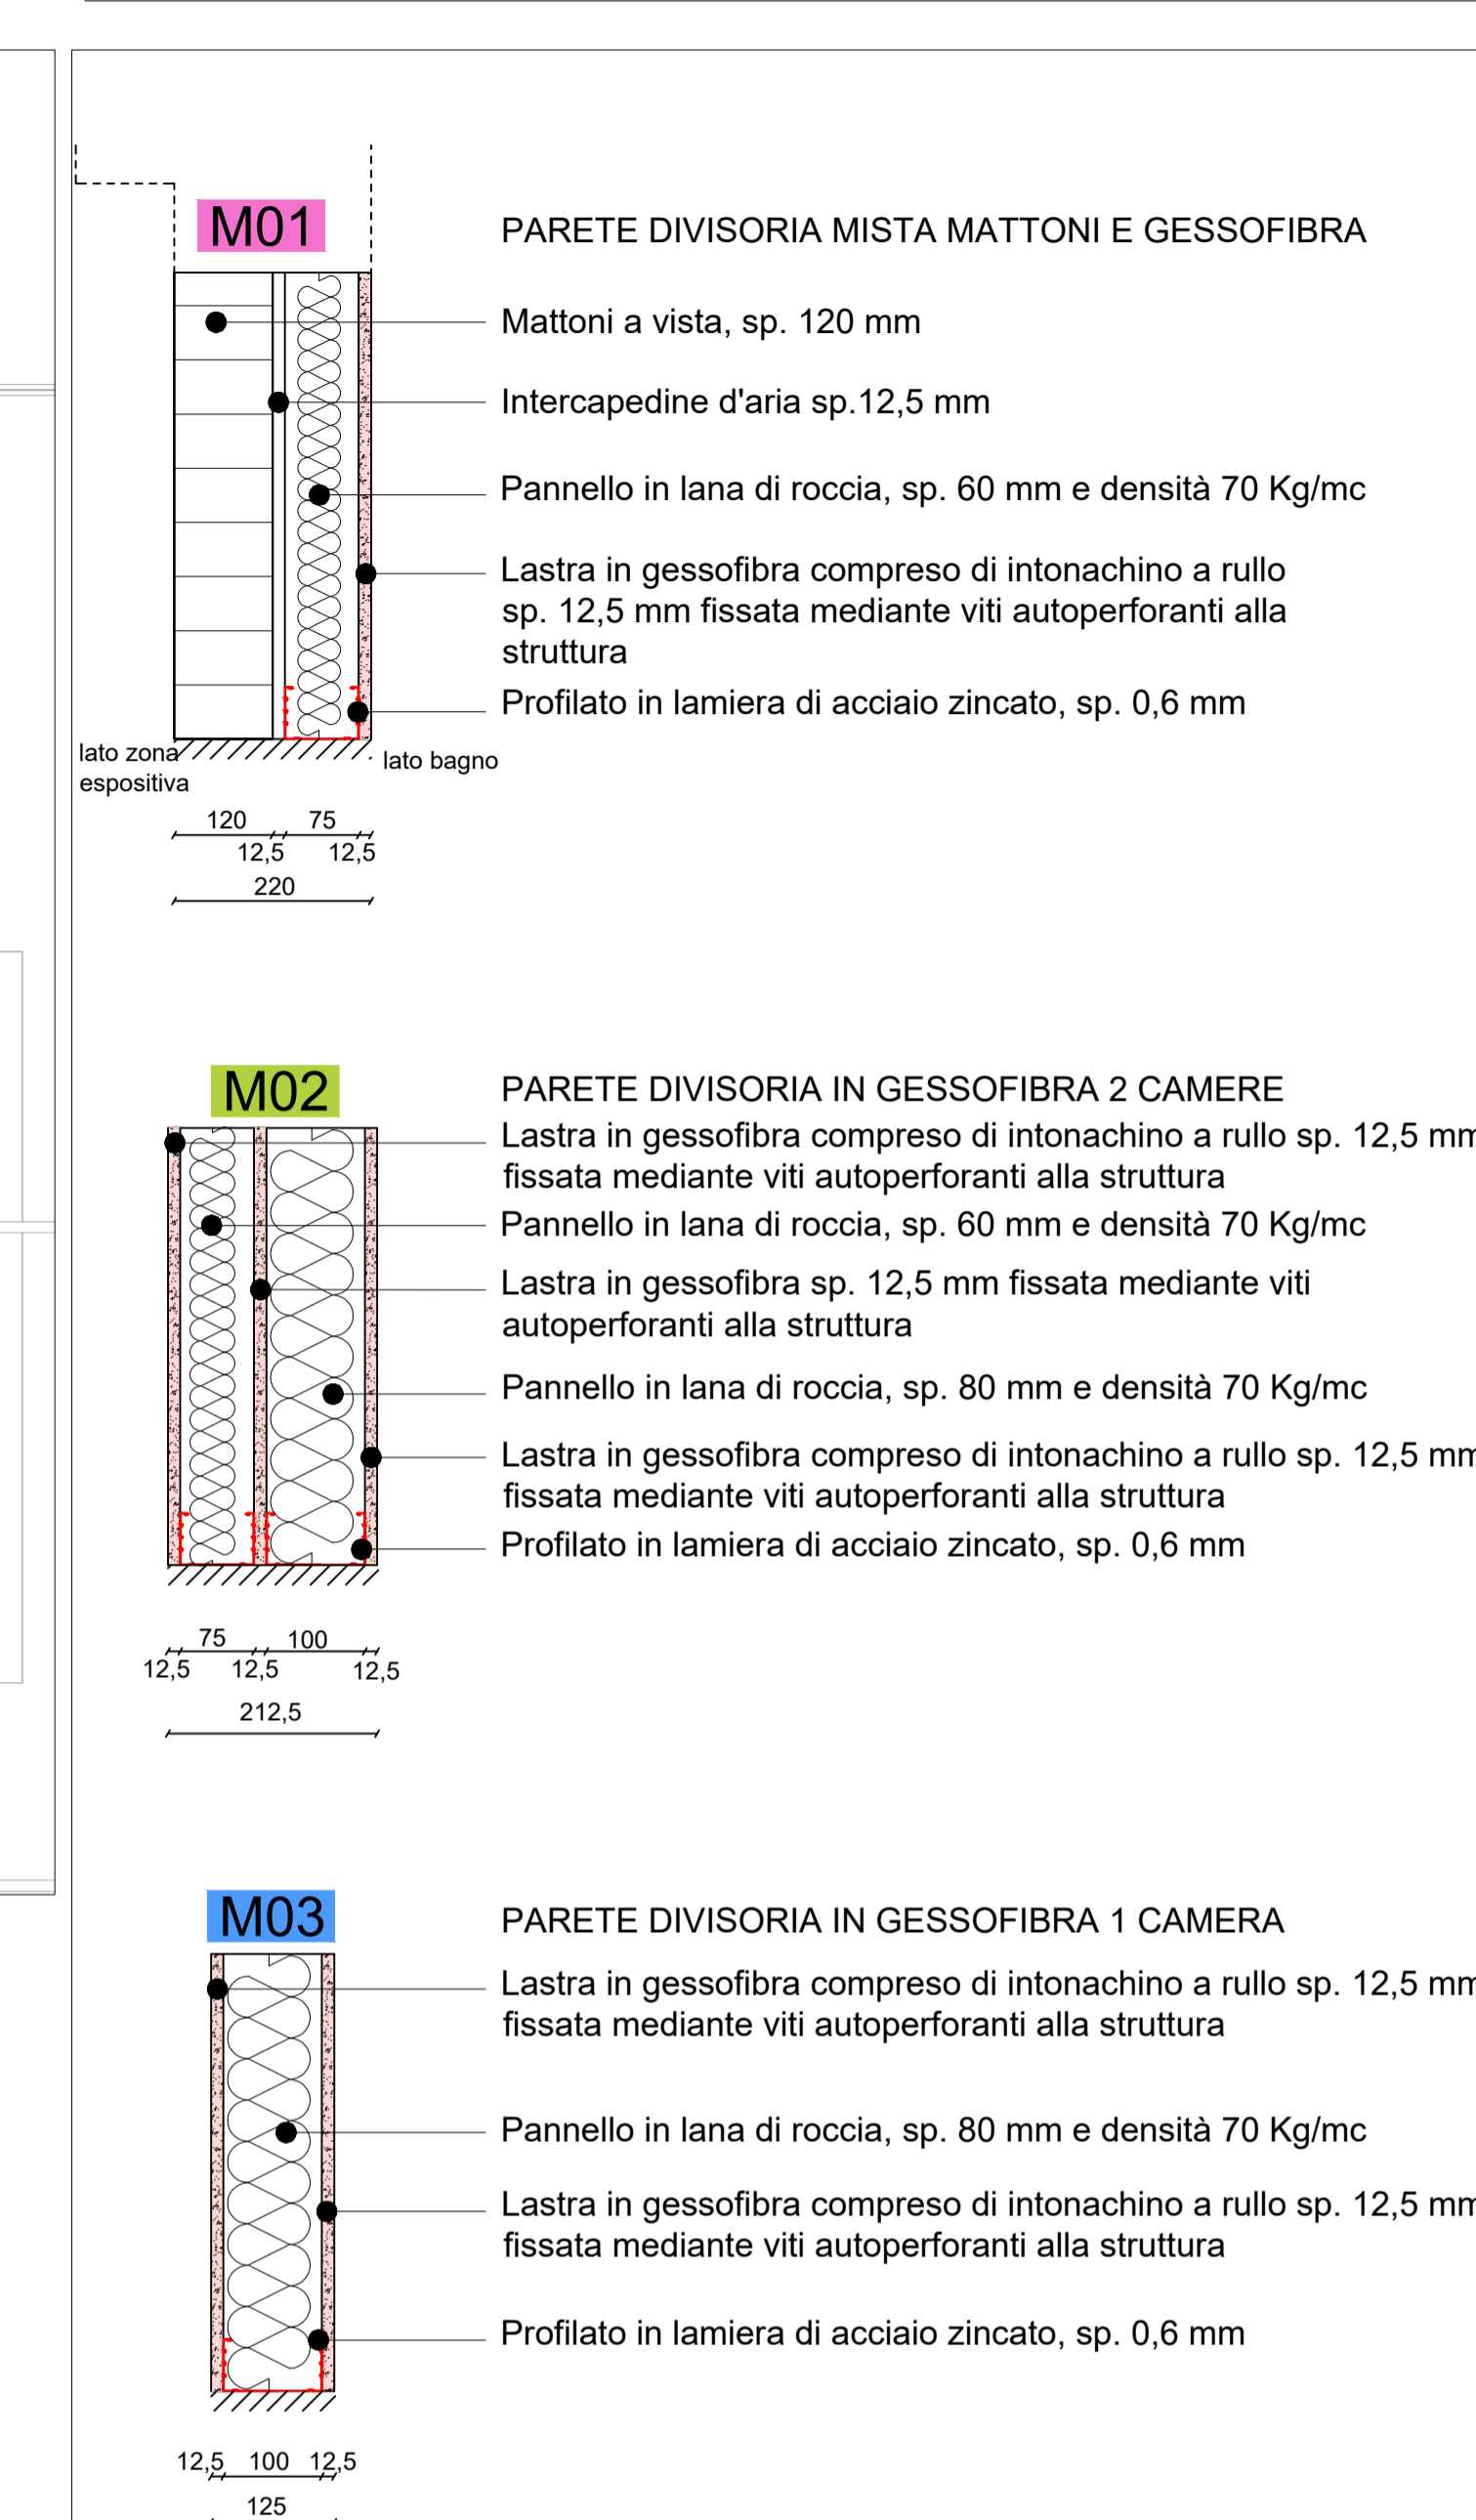 M01
PARETE DIVISORIA MISTA MATTONI E GESSOFIBRA
Mattoni a vista, sp. 120 mm
Intercapedine d'aria sp.12,5 mm
Pannello in lana di roccia, sp. 60 mm e densità 70 Kg/mc
Lastra in gessofibra compreso di intonachino a rullo
sp. 12,5 mm fissata mediante viti autoperforanti alla
struttura
Profilato in lamiera di acciaio zincato, sp. 0,6 mm
lato zona
espositiva
lato bagno
120 75
12,5 12,5
220
M02
PARETE DIVISORIA IN GESSOFIBRA 2 CAMERE
Lastra in gessofibra compreso di intonachino a rullo sp. 12,5 mm
fissata mediante viti autoperforanti alla struttura
Pannello in lana di roccia, sp. 60 mm e densità 70 Kg/mc
Lastra in gessofibra sp. 12,5 mm fissata mediante viti
autoperforanti alla struttura
Pannello in lana di roccia, sp. 80 mm e densità 70 Kg/mc
Lastra in gessofibra compreso di intonachino a rullo sp. 12,5 mm
fissata mediante viti autoperforanti alla struttura
Profilato in lamiera di acciaio zincato, sp. 0,6 mm
75 100
12,5 12,5 12,5
212,5
M03
PARETE DIVISORIA IN GESSOFIBRA 1 CAMERA
Lastra in gessofibra compreso di intonachino a rullo sp. 12,5 mm
fissata mediante viti autoperforanti alla struttura
Pannello in lana di roccia, sp. 80 mm e densità 70 Kg/mc
Lastra in gessofibra compreso di intonachino a rullo sp. 12,5 mm
fissata mediante viti autoperforanti alla struttura
Profilato in lamiera di acciaio zincato, sp. 0,6 mm
12,5 100 12,5
125